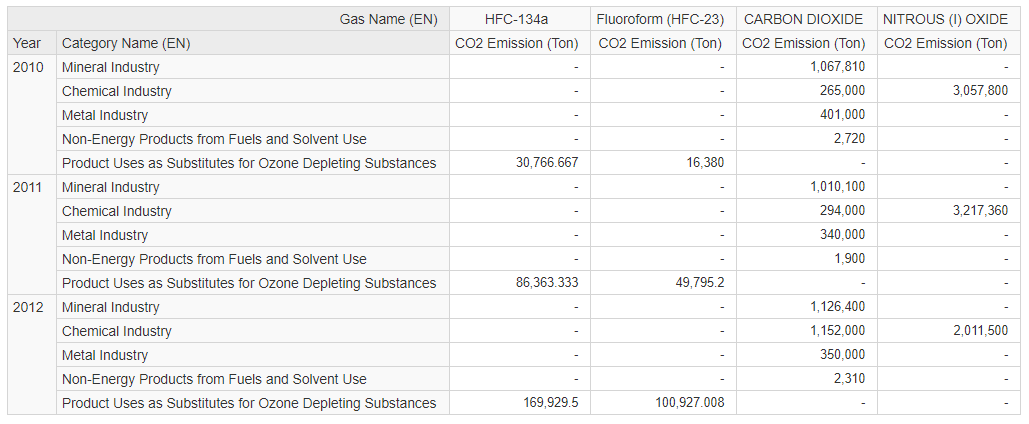 Gas Name (EN) HFC-134a Fluoroform (HFC-23) CARBON DIOXIDE NITROUS (I) OXIDE
Year Category Name (EN) CO2 Emission (Ton) CO2 Emission (Ton) CO2 Emission (Ton) CO2 Emission (Ton)
2010 Mineral Industry - - 1,067,810 -
Chemical Industry - - 265,000 3,057,800
Metal Industry - - 401,000 -
Non-Energy Products from Fuels and Solvent Use - - 2,720 -
Product Uses as Substitutes for Ozone Depleting Substances 30,766.667 16,380 - -
2011 Mineral Industry - - 1,010,100 -
Chemical Industry - - 294,000 3,217,360
Metal Industry - - 340,000 -
Non-Energy Products from Fuels and Solvent Use - - 1,900 -
Product Uses as Substitutes for Ozone Depleting Substances 86,363.333 49,795.2 - -
2012 Mineral Industry - - 1,126,400 -
Chemical Industry - - 1,152,000 2,011,500
Metal Industry - - 350,000 -
Non-Energy Products from Fuels and Solvent Use - - 2,310 -
Product Uses as Substitutes for Ozone Depleting Substances 169,929.5 100,927.008 - -